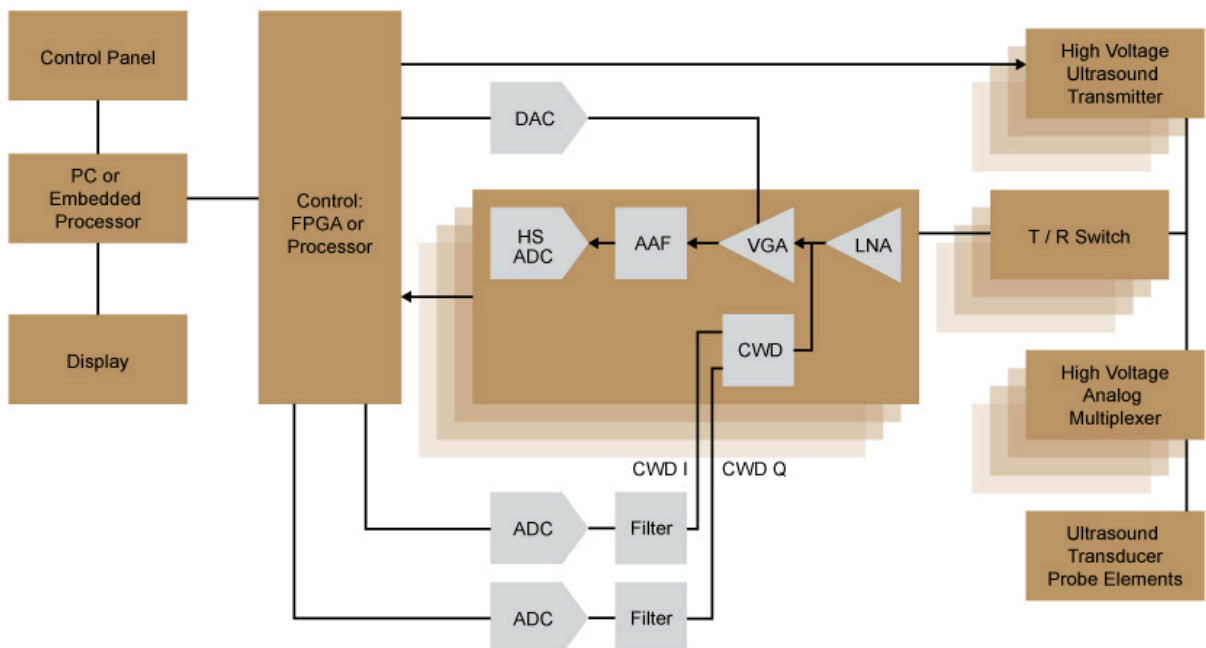 Control Panel
PC or
Embedded
Processor
Display
Control:
FPGA or
Processor
DAC
HS
ADC
AAF
VGA
LNA
CWD
CWD I
CWD Q
ADC
Filter
ADC
Filter
High Voltage
Ultrasound
Transmitter
T / R Switch
High Voltage
Analog
Multiplexer
Ultrasound
Transducer
Probe Elements